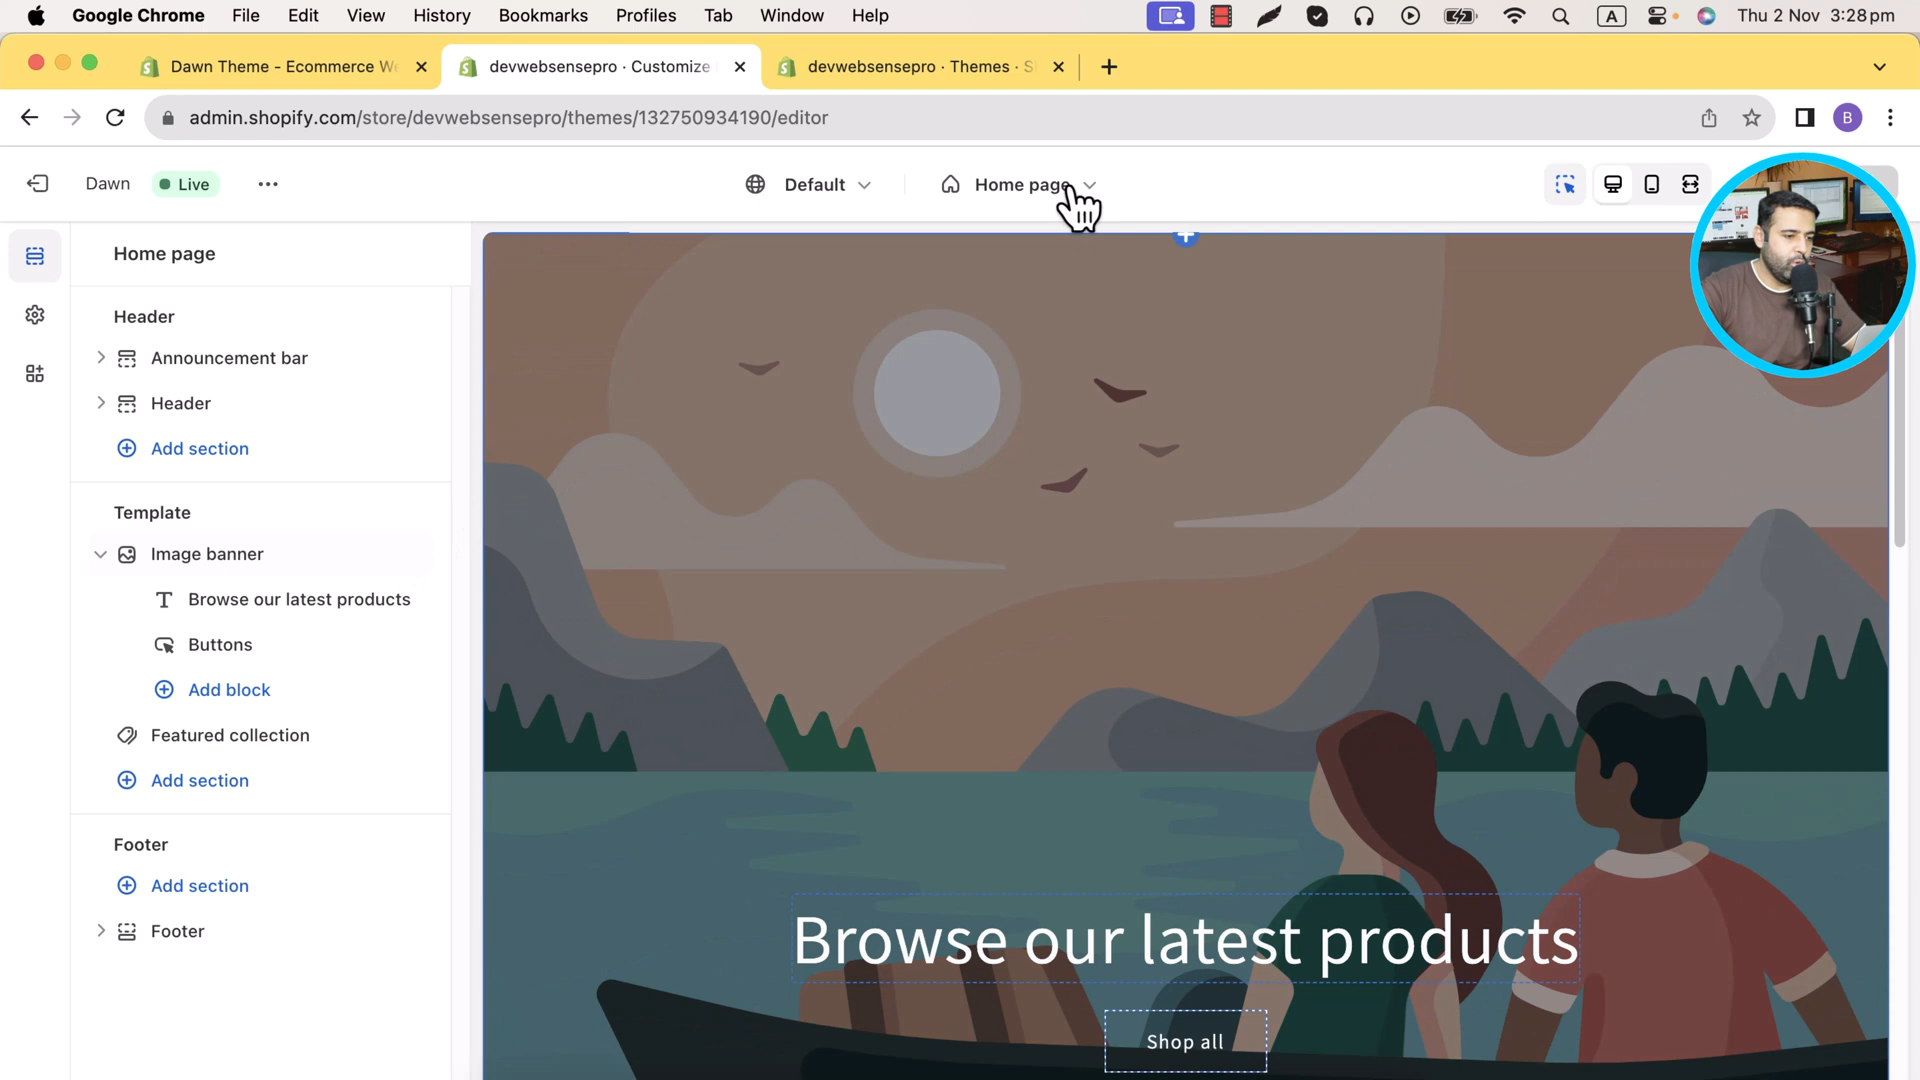 Google Chrome File Edit View History Bookmarks Profiles Tab Window Help A Thu 2 Nov 3:28 pm
Dawn Theme - Ecommerce We devwebsensepro · Customize devwebsensepro · Themes · S
admin.shopify.com/store/devwebsensepro/themes/132750934190/editor B
Dawn Live Default Home page
Home page
Header
Announcement bar
Header
Add section
Template
Image banner
Browse our latest products
Buttons
Add block
Featured collection
Add section
Footer
Add section
Footer
Browse our latest products
Shop all